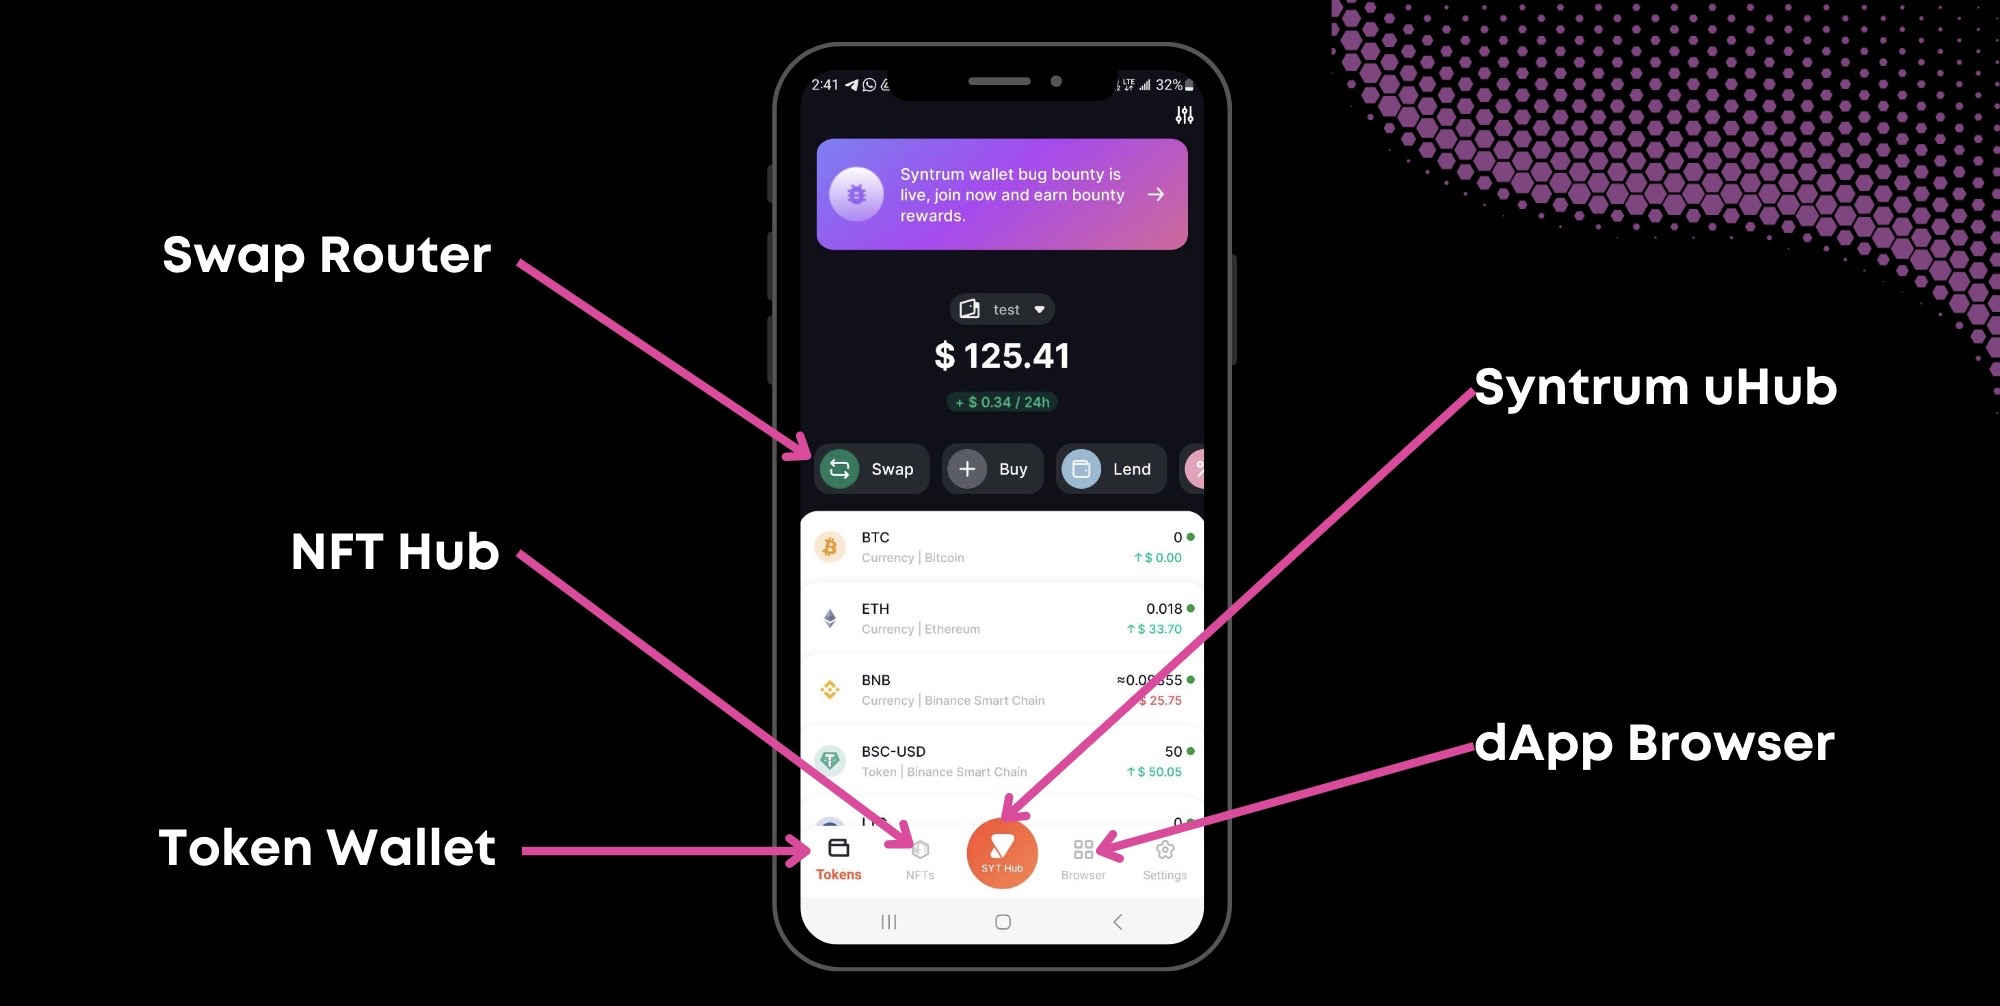 2:41
LTE
32%
Syntrum wallet bug bounty is
live, join now and earn bounty
rewards.
Swap Router
test
$ 125.41
+ $ 0.34 / 24h
Syntrum uHub
Swap
Buy
Lend
NFT Hub
BTC
0
Currency | Bitcoin
↑ $ 0.00
ETH
0.018
Currency | Ethereum
↑ $ 33.70
BNB
Currency | Binance Smart Chain
$ 25.75
dApp Browser
BSC-USD
50
Token | Binance Smart Chain
↑ $ 50.05
0
Token Wallet
Tokens
NFTs
SYT Hub
Browser
Settings